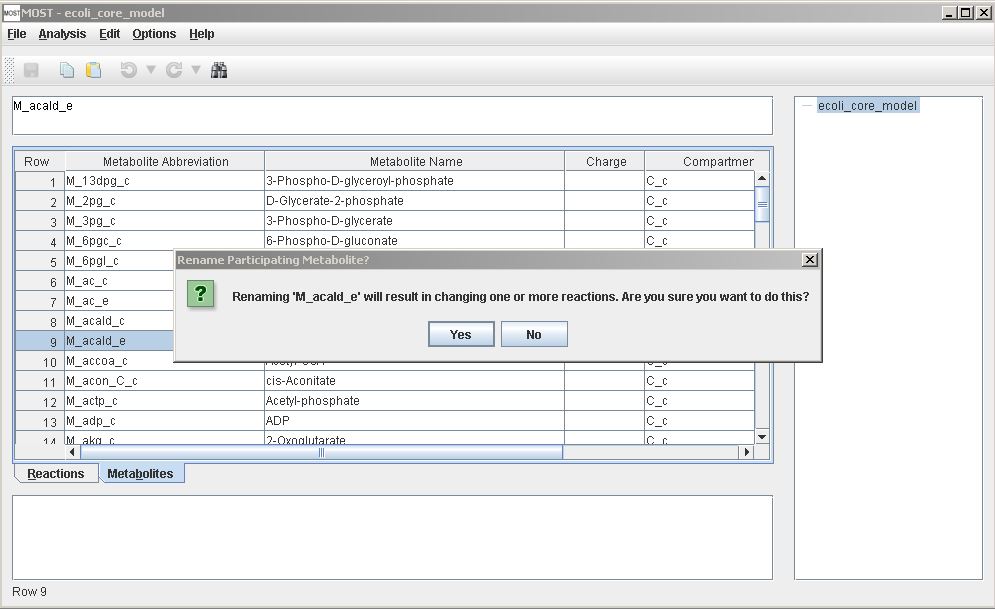 MOST MOST - ecoli_core_model
File Analysis Edit Options Help
M_acald_e
ecoli_core_model
Row Metabolite Abbreviation Metabolite Name Charge Compartmer
1 M_13dpg_c 3-Phospho-D-glyceroyl-phosphate C_c
2 M_2pg_c D-Glycerate-2-phosphate C_c
3 M_3pg_c 3-Phospho-D-glycerate C_c
4 M_6pgc_c 6-Phospho-D-gluconate C_c
5 M_6pgl_c
6 M_ac_c
7 M_ac_e
8 M_acald_c
9 M_acald_e
Rename Participating Metabolite?
?
Renaming 'M_acald_e' will result in changing one or more reactions. Are you sure you want to do this?
Yes No
10 M_accoa_c C_c
11 M_acon_C_c cis-Aconitate C_c
12 M_actp_c Acetyl-phosphate C_c
13 M_adp_c ADP C_c
14 M_akg_c 2-Oxoglutarate C_c
Reactions Metabolites
Row 9